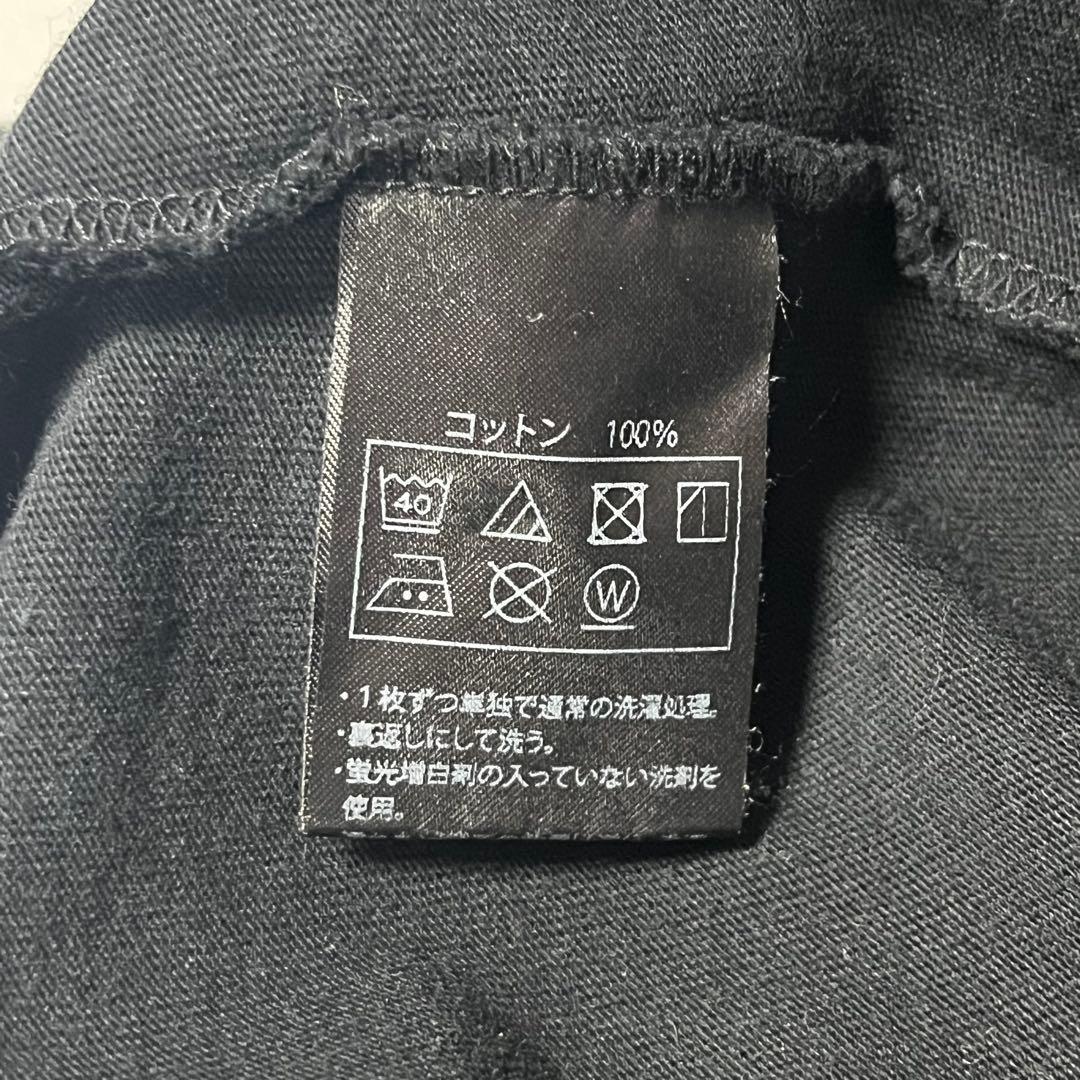 コットン 100%
40
W
・1枚ずつ単独で通常の洗濯処理。
・裏返しにして洗う。
・蛍光増白剤の入っていない洗剤を
使用。